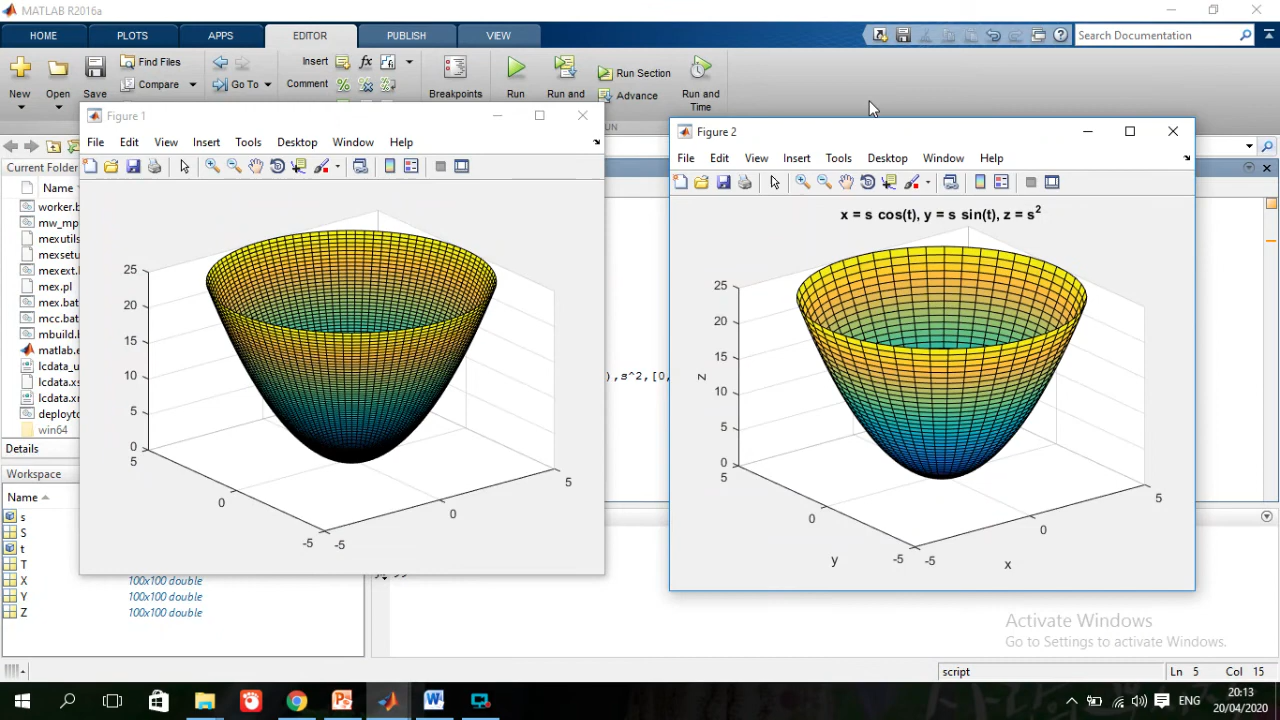 MATLAB R2016a
HOME PLOTS APPS EDITOR PUBLISH VIEW
Search Documentation
New
Open
Save
Find Files
Compare
Go To
Insert
Comment
Breakpoints
Run
Run and
Run Section
Advance
Run and
Time
Current Folder
Name
worker.b
mw_mp
mexutils
mexsetu
mexext.k
mex.pl
mex.bat
mcc.bat
mbuild.
matlab.e
lcdata_u
lcdata.xs
lcdata.xr
deploytc
win64
Details
Workspace
Name
s
S
t
T
X 100x100 double
Y 100x100 double
Z 100x100 double
Figure 1
File Edit View Insert Tools Desktop Window Help
25
20
15
10
5
0
5
0
-5
-5
0
5
),s^2,[0,
Figure 2
File Edit View Insert Tools Desktop Window Help
x = s cos(t), y = s sin(t), z = s²
z
25
20
15
10
5
0
5
0
-5
-5
0
5
y
x
Activate Windows
Go to Settings to activate Windows.
script
Ln 5 Col 15
ENG
20:13
20/04/2020